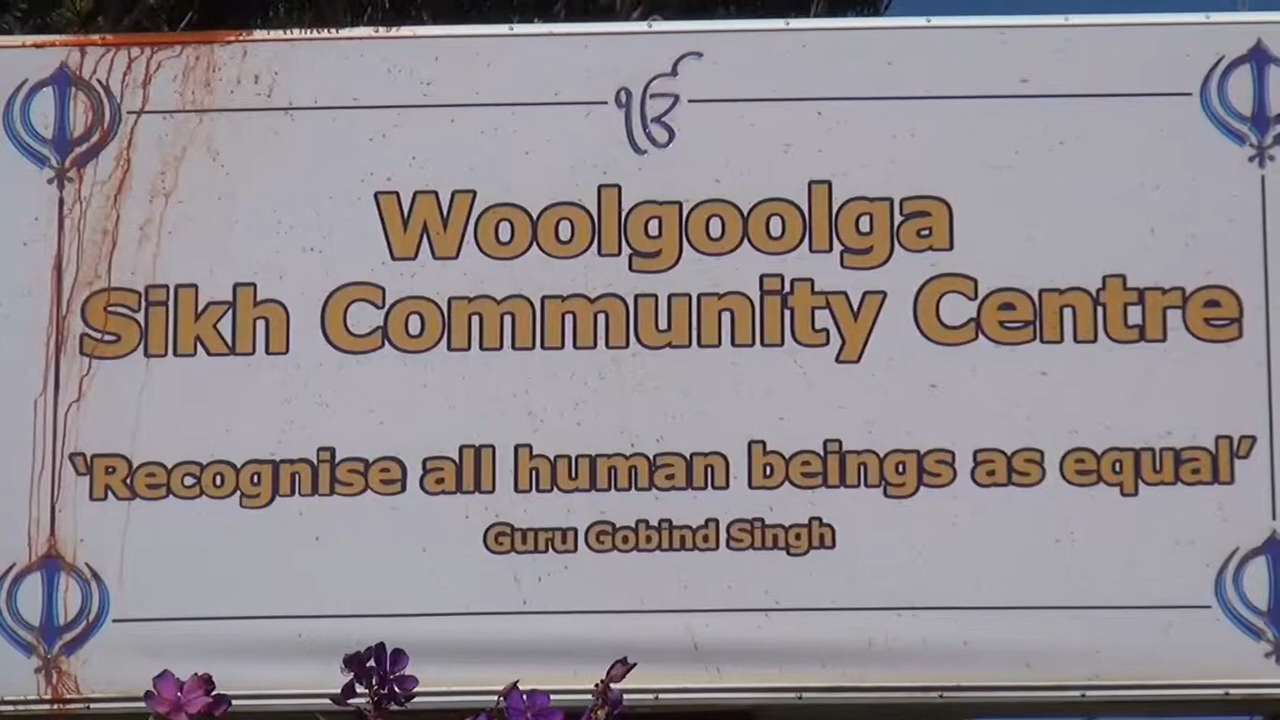 ੴ
Woolgoolga
Sikh Community Centre
‘Recognise all human beings as equal’
Guru Gobind Singh